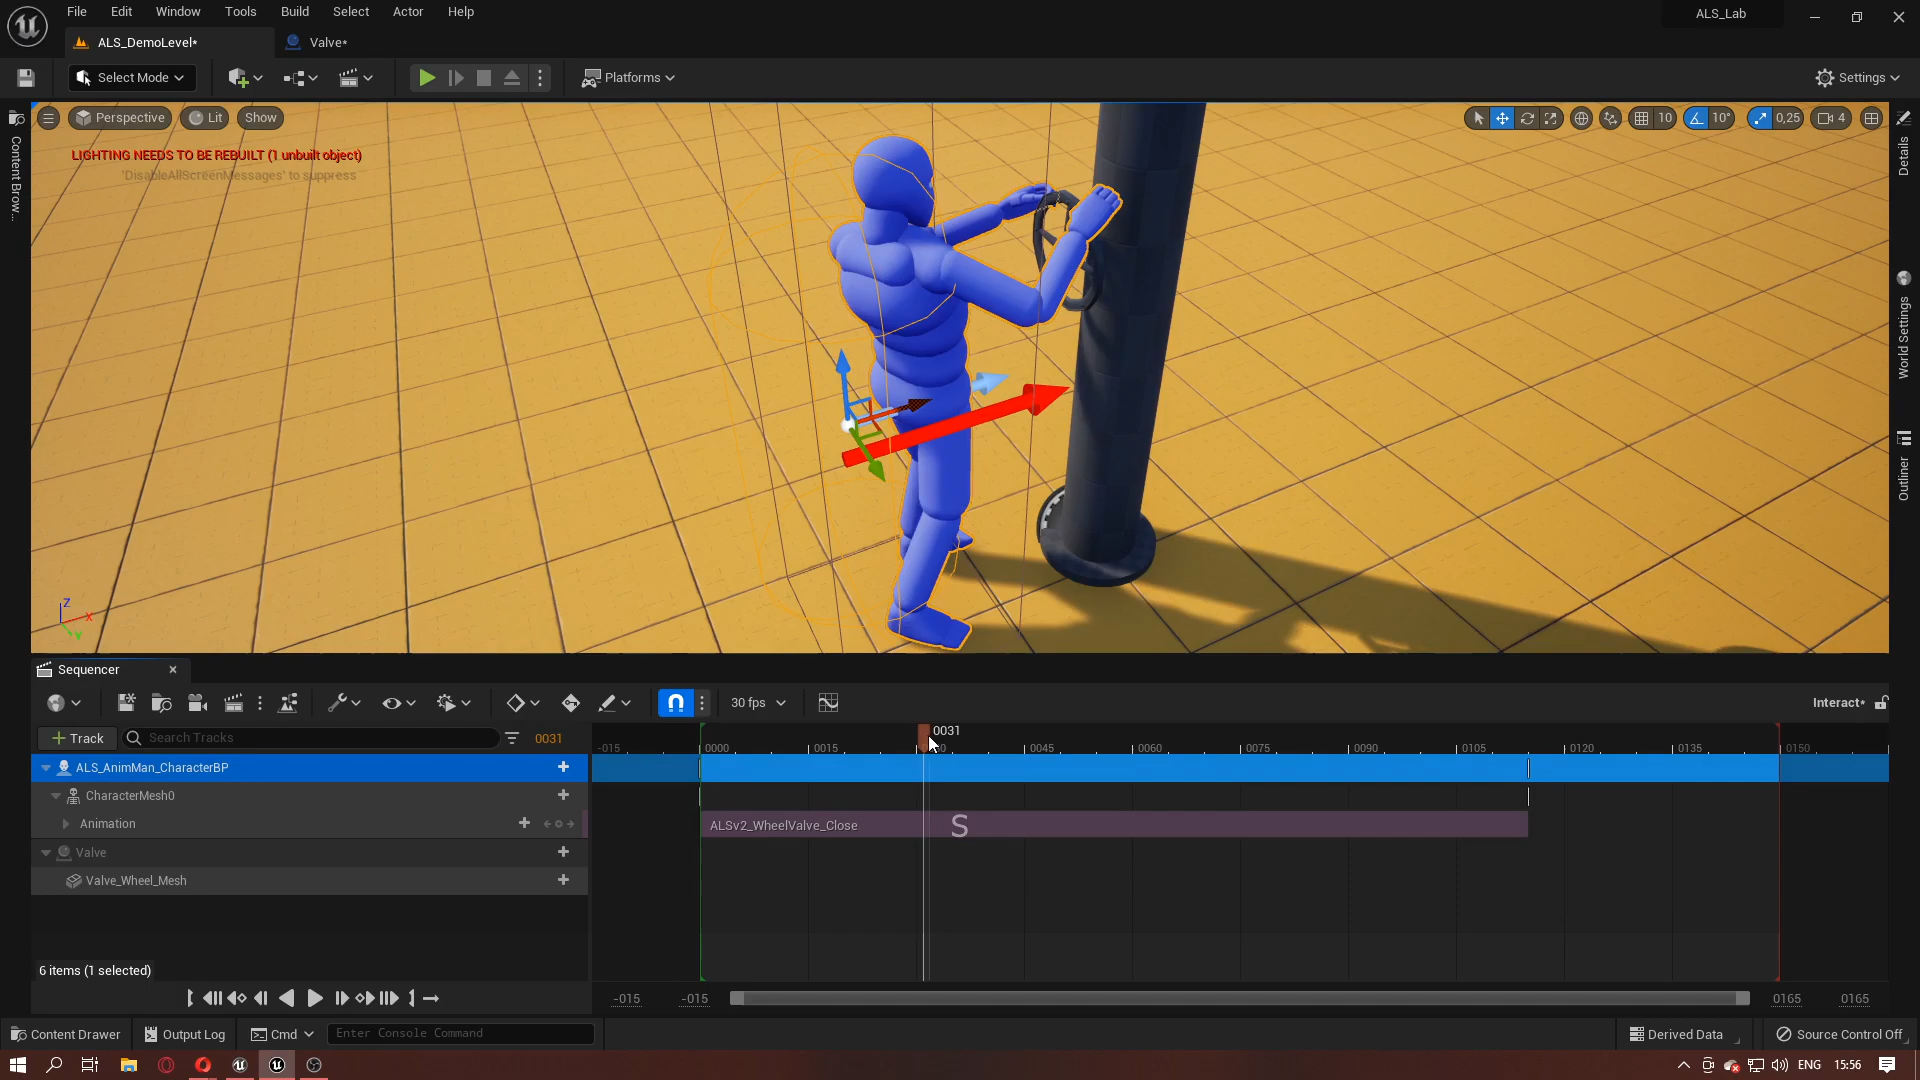 File Edit Window Tools Build Select Actor Help
ALS_Lab
ALS_DemoLevel*
Valve*
Select Mode
Platforms
Settings
Perspective
Lit
Show
10
10°
0,25
4
LIGHTING NEEDS TO BE REBUILT (1 unbuilt object)
'DisableAllScreenMessages' to suppress
Content Brow...
Details
World Settings
Outliner
Z
X
Y
Sequencer
30 fps
Interact*
Track
Search Tracks
0031
0031
-015
0000
0015
0045
0060
0075
0090
0105
0120
0135
0150
ALS_AnimMan_CharacterBP
CharacterMesh0
Animation
ALSv2_WheelValve_Close
S
Valve
Valve_Wheel_Mesh
6 items (1 selected)
-015
-015
0165
0165
Content Drawer
Output Log
Cmd
Enter Console Command
Derived Data
Source Control Off
ENG
15:56